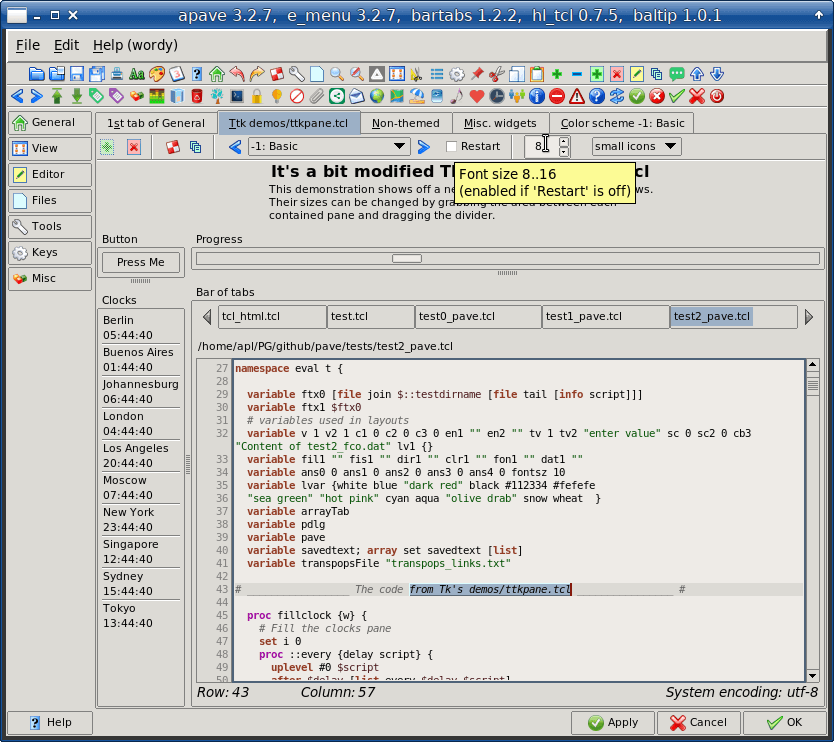 apave 3.2.7, e_menu 3.2.7, bartabs 1.2.2, hl_tcl 0.7.5, baltip 1.0.1
File Edit Help (wordy)
General
View
Editor
Files
Tools
Keys
Misc
1st tab of General
Ttk demos/ttkpane.tcl
Non-themed
Misc. widgets
Color scheme -1: Basic
-1: Basic
Restart
8
small icons
Font size 8..16
(enabled if 'Restart' is off)
It's a bit modified T cl
This demonstration shows off a ne ws.
Their sizes can be changed by grabbing the area between each
contained pane and dragging the divider.
Button
Press Me
Clocks
Berlin
05:44:40
Buenos Aires
01:44:40
Johannesburg
06:44:40
London
04:44:40
Los Angeles
20:44:40
Moscow
07:44:40
New York
23:44:40
Singapore
12:44:40
Sydney
15:44:40
Tokyo
13:44:40
Progress
Bar of tabs
tcl_html.tcl
test.tcl
test0_pave.tcl
test1_pave.tcl
test2_pave.tcl
/home/apl/PG/github/pave/tests/test2_pave.tcl
27 namespace eval t {
28
29 variable ftx0 [file join $::testdirname [file tail [info script]]]
30 variable ftx1 $ftx0
31 # variables used in layouts
32 variable v 1 v2 1 c1 0 c2 0 c3 0 en1 "" en2 "" tv 1 tv2 "enter value" sc 0 sc2 0 cb3
"Content of test2_fco.dat" lv1 {}
33 variable fil1 "" fis1 "" dir1 "" clr1 "" fon1 "" dat1 ""
34 variable ans0 0 ans1 0 ans2 0 ans3 0 ans4 0 fontsz 10
35 variable lvar {white blue "dark red" black #112334 #fefefe
36 "sea green" "hot pink" cyan aqua "olive drab" snow wheat }
37 variable arrayTab
38 variable pdlg
39 variable pave
40 variable savedtext; array set savedtext [list]
41 variable transpopsFile "transpops_links.txt"
42
43 # ________________ The code from Tk's demos/ttkpane.tcl ________________ #
44
45 proc fillclock {w} {
46 # Fill the clocks pane
47 set i 0
48 proc ::every {delay script} {
49 uplevel #0 $script
50 after $delay [list every $delay $script]
Row: 43 Column: 57 System encoding: utf-8
Help
Apply
Cancel
OK